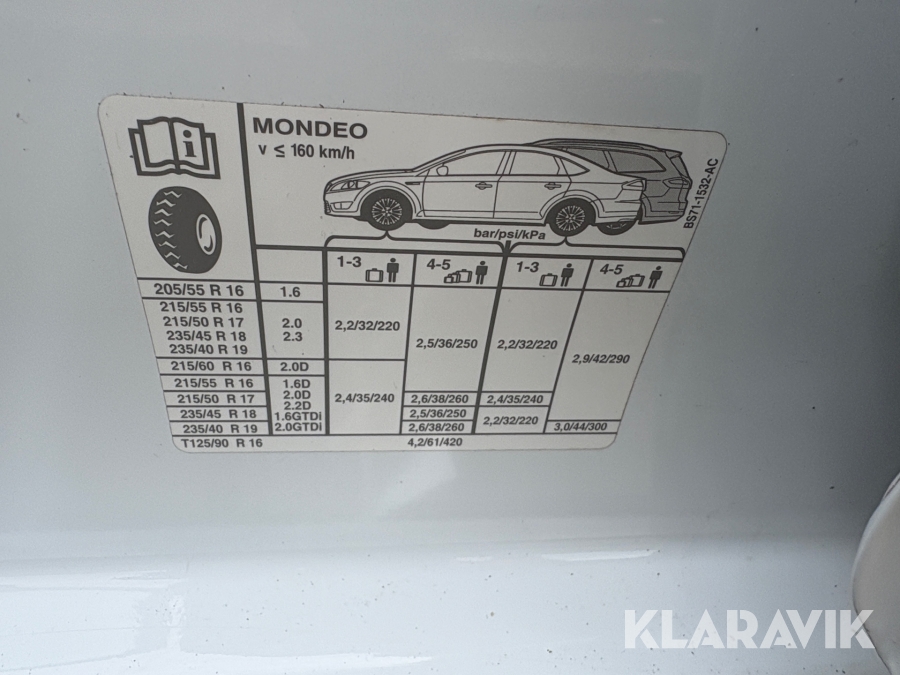 MONDEO
v ≤ 160 km/h
BS71-1532-AC
bar/psi/kPa
1-3 4-5 1-3 4-5
205/55 R 16 1.6
215/55 R 16
215/50 R 17 2.0
235/45 R 18 2.3
235/40 R 19
2,2/32/220 2,5/36/250 2,2/32/220 2,9/42/290
215/60 R 16 2.0D
215/55 R 16 1.6D
215/50 R 17 2.0D
2.2D
235/45 R 18 1.6GTDi
235/40 R 19 2.0GTDi
2,4/35/240 2,6/38/260 2,4/35/240
2,5/36/250 2,2/32/220
2,6/38/260 3,0/44/300
T125/90 R 16 4,2/61/420
KLARAVIK